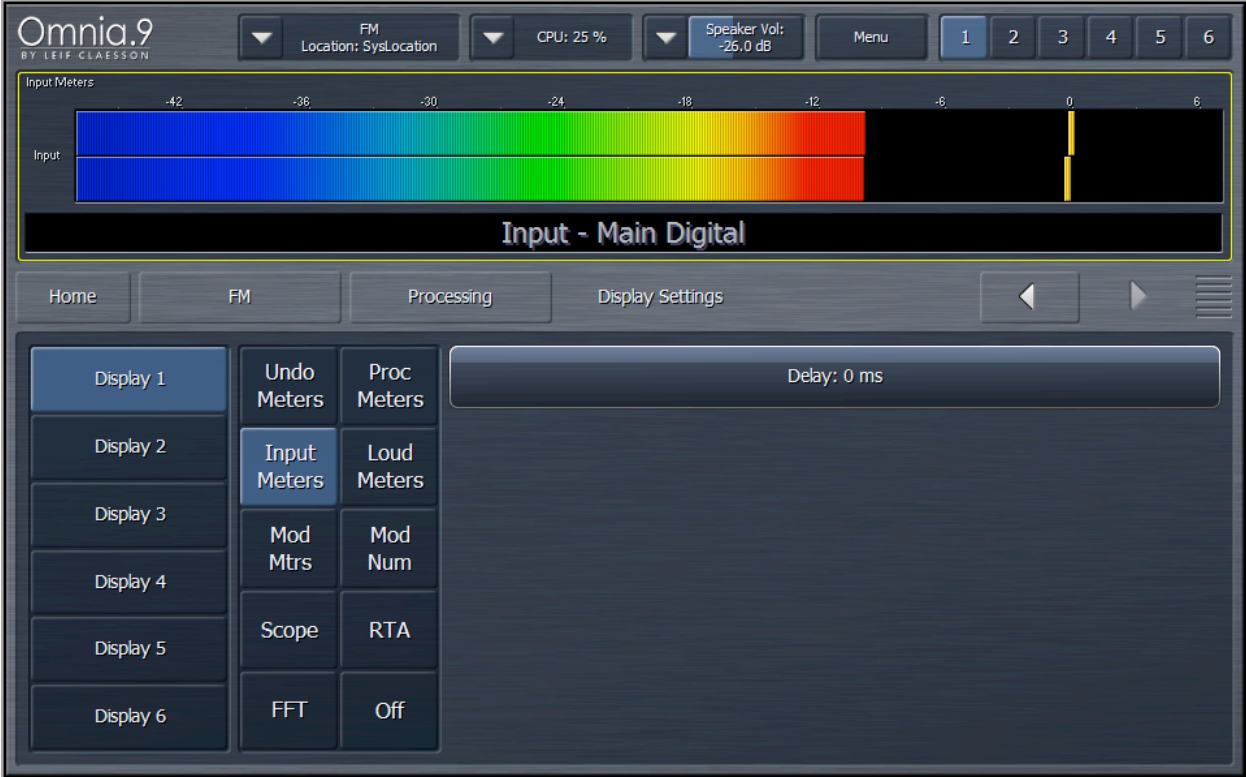 Omnia.9
BY LEIF CLAESSON
FM
Location: SysLocation
CPU: 25 %
Speaker Vol:
-26.0 dB
Menu
1 2 3 4 5 6
Input Meters
-42 -36 -30 -24 -18 -12 -6 0 6
Input
Input - Main Digital
Home FM Processing Display Settings
Display 1
Display 2
Display 3
Display 4
Display 5
Display 6
Undo
Meters
Proc
Meters
Input
Meters
Loud
Meters
Mod
Mtrs
Mod
Num
Scope
RTA
FFT
Off
Delay: 0 ms